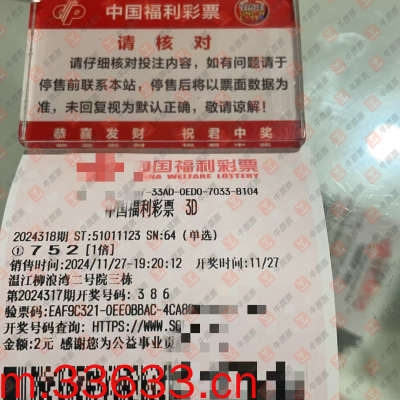 中国福利彩票
请 核 对
请仔细核对投注内容，如有问题请于
停售前联系本站，停售后将以票面数据为
准，未回复视为默认正确，敬请谅解！
恭喜发财 祝君中奖
中国福利彩票
CHINA WELFARE LOTTERY
-33AD-0ED0-7033-B104
中国福利彩票 3D
2024318期 ST:51011123 SN:64 (单选)
① 7 5 2 [1倍]
销售时间:2024/11/27-19:20:12 开奖时间:11/27
温江柳浪湾二号院三栋
第2024317期开奖号码: 3 8 6
验票码:EAF9C321-0EE0BBAC-4CA8
开奖号码查询: HTTPS://WWW.S
金额:2元 感谢您为公益事业贡
m.33633.cn